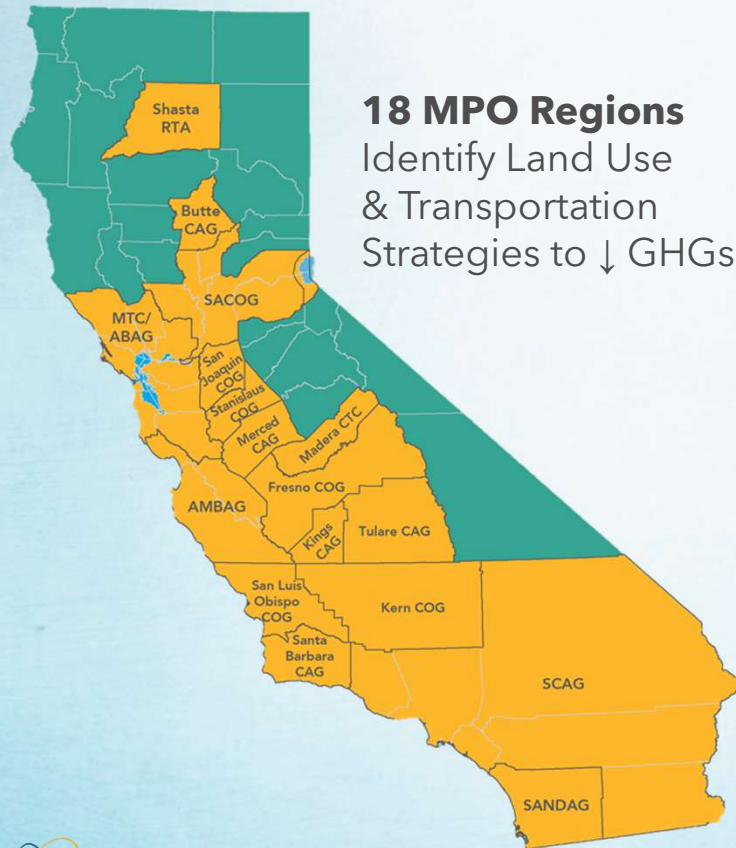 18 MPO Regions
Identify Land Use
& Transportation
Strategies to ↓ GHGs
Shasta
RTA
Butte
CAG
SACOG
MTC/
ABAG
San
Joaquin
COG
Stanislaus
COG
Merced
CAG
Madera CTC
Fresno COG
AMBAG
Kings
CAG
Tulare CAG
San Luis
Obispo
COG
Kern COG
Santa
Barbara
CAG
SCAG
SANDAG